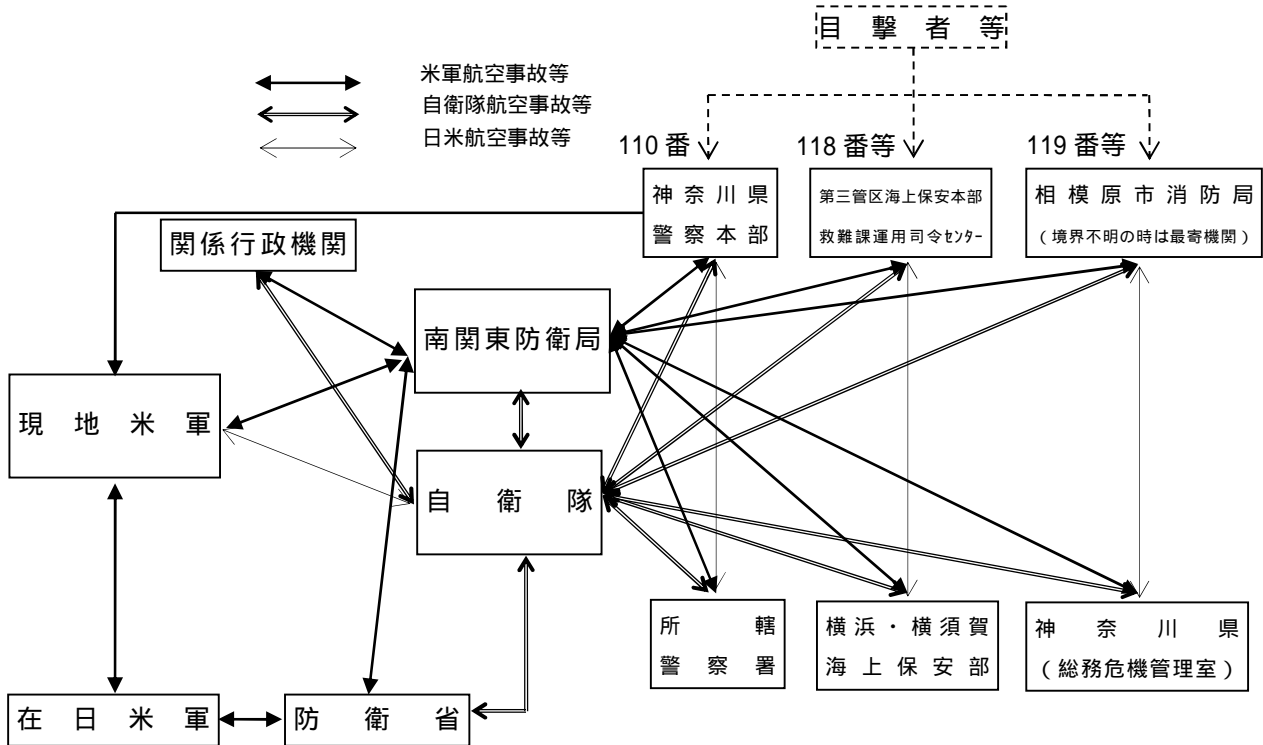 目撃者等
米軍航空事故等
自衛隊航空事故等
日米航空事故等
110番
118番等
119番等
神奈川県
警察本部
第三管区海上保安本部
救難課運用司令ｾﾝﾀｰ
相模原市消防局
（境界不明の時は最寄機関）
関係行政機関
南関東防衛局
現地米軍
自衛隊
所轄
警察署
横浜・横須賀
海上保安部
神奈川県
（総務危機管理室）
在日米軍
防衛省